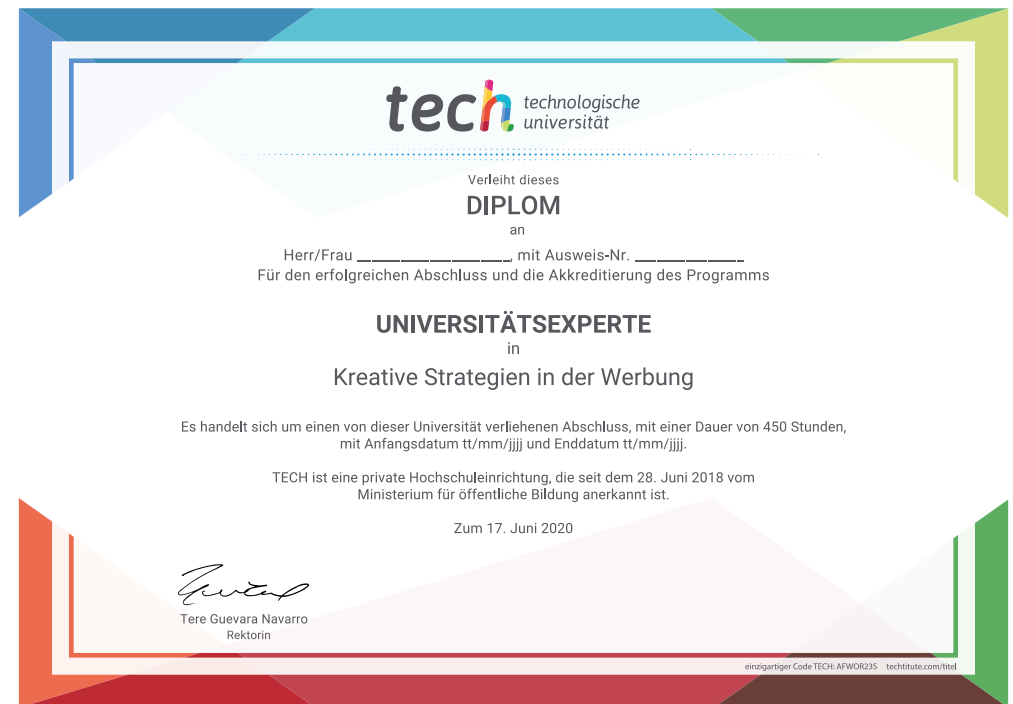 tech technologische
universität
Verleiht dieses
DIPLOM
an
Herr/Frau ____________________, mit Ausweis-Nr. ______________
Für den erfolgreichen Abschluss und die Akkreditierung des Programms
UNIVERSITÄTSEXPERTE
in
Kreative Strategien in der Werbung
Es handelt sich um einen von dieser Universität verliehenen Abschluss, mit einer Dauer von 450 Stunden,
mit Anfangsdatum tt/mm/jjjj und Enddatum tt/mm/jjjj.
TECH ist eine private Hochschuleinrichtung, die seit dem 28. Juni 2018 vom
Ministerium für öffentliche Bildung anerkannt ist.
Zum 17. Juni 2020
Tere Guevara Navarro
Rektorin
einzigartiger Code TECH: AFWOR23S techtitute.com/titel